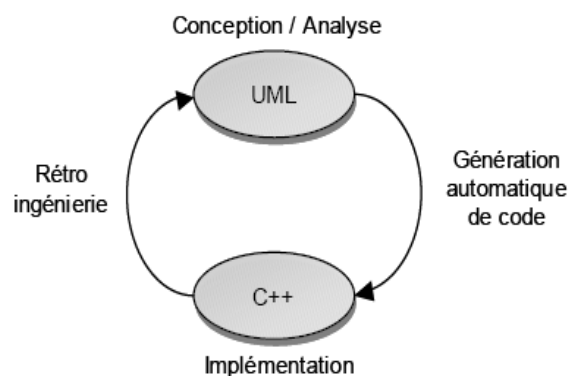 Conception / Analyse
UML
Rétro
ingénierie
Génération
automatique
de code
C++
Implémentation